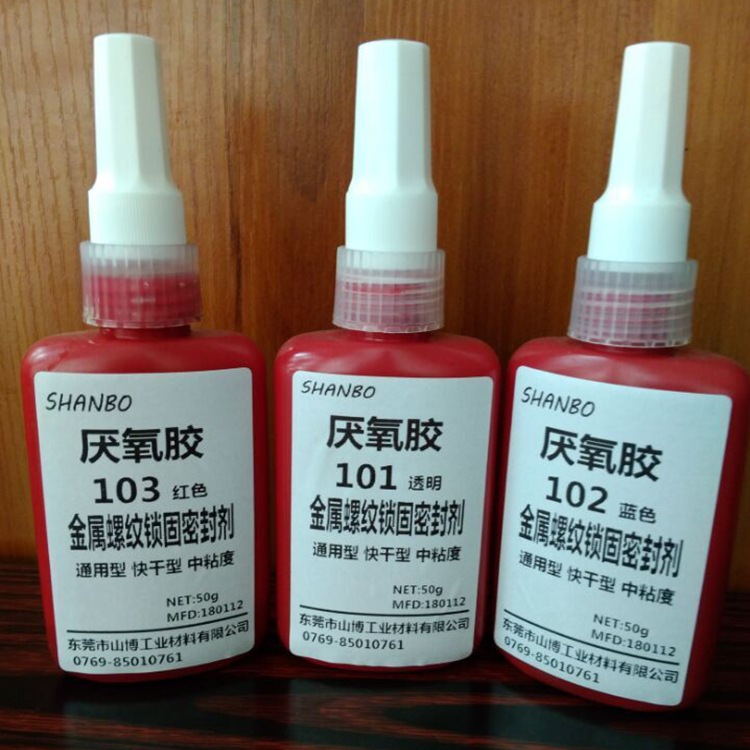 SHANBO
厌氧胶
103 红色
金属螺纹锁固密封剂
通用型 快干型 中粘度
NET:50g
MFD:180112
东莞市山博工业材料有限公司
0769-85010761
SHANBO
厌氧胶
101 透明
金属螺纹锁固密封剂
通用型 快干型 中粘度
NET:50g
MFD:180112
东莞市山博工业材料有限公司
0769-85010761
SHANBO
厌氧胶
102 蓝色
金属螺纹锁固密封剂
通用型 快干型 中粘度
NET:50g
MFD:180112
东莞市山博工业材料有限公司
0769-85010761